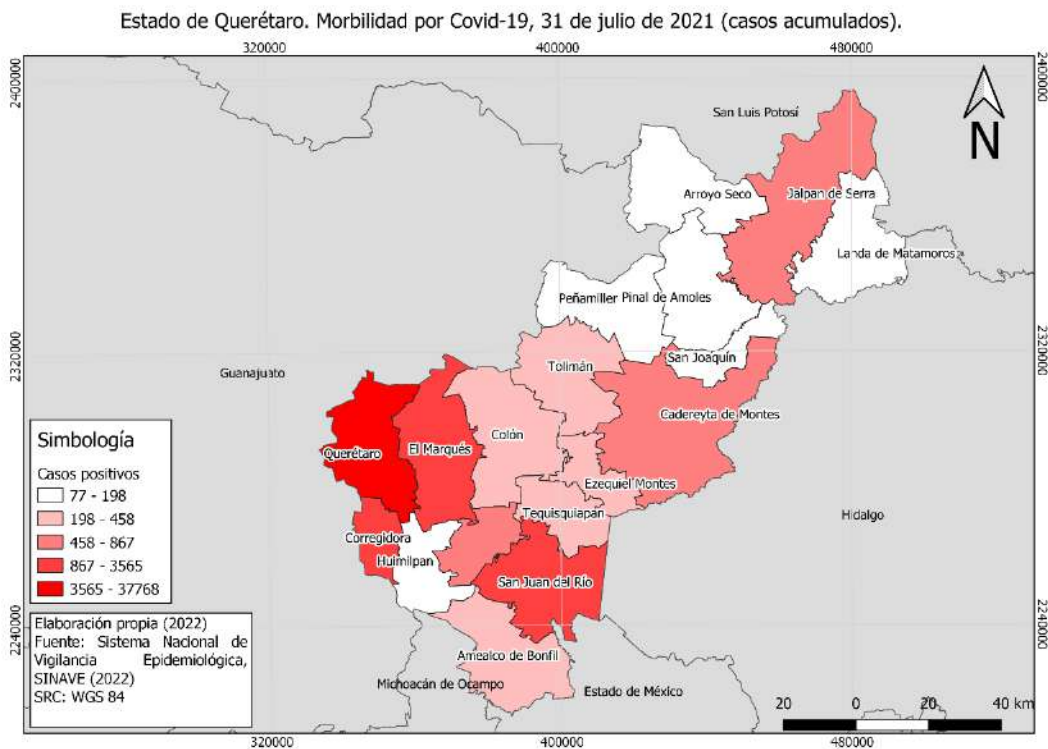 Estado de Querétaro. Morbilidad por Covid-19, 31 de julio de 2021 (casos acumulados).
320000 400000 480000
2400000 2400000
N
San Luis Potosí
Arroyo Seco
Jalpan de Serra
Landa de Matamoros
Peñamiller
Pinal de Amoles
San Joaquín
2320000 2320000
Tolimán
Guanajuato
Cadereyta de Montes
Colón
El Marqués
Querétaro
Ezequiel Montes
Tequisquiapan
Hidalgo
Corregidora
Huimilpan
San Juan del Río
Simbología
Casos positivos
77 - 198
198 - 458
458 - 867
867 - 3565
3565 - 37768
2240000 2240000
Elaboración propia (2022)
Fuente: Sistema Nacional de
Vigilancia Epidemiológica,
SINAVE (2022)
SRC: WGS 84
Amealco de Bonfil
Michoacán de Ocampo
Estado de México
20 0 20 40 km
320000 400000 480000